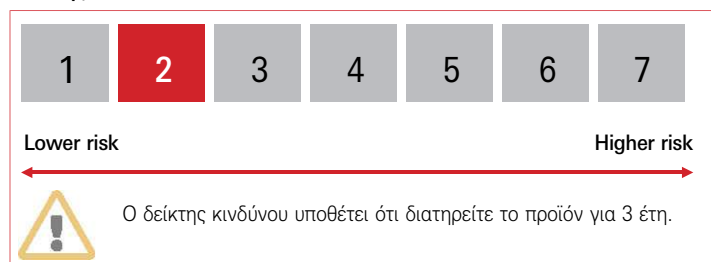 1 2 3 4 5 6 7
Lower risk Higher risk
Ο δείκτης κινδύνου υποθέτει ότι διατηρείτε το προϊόν για 3 έτη.